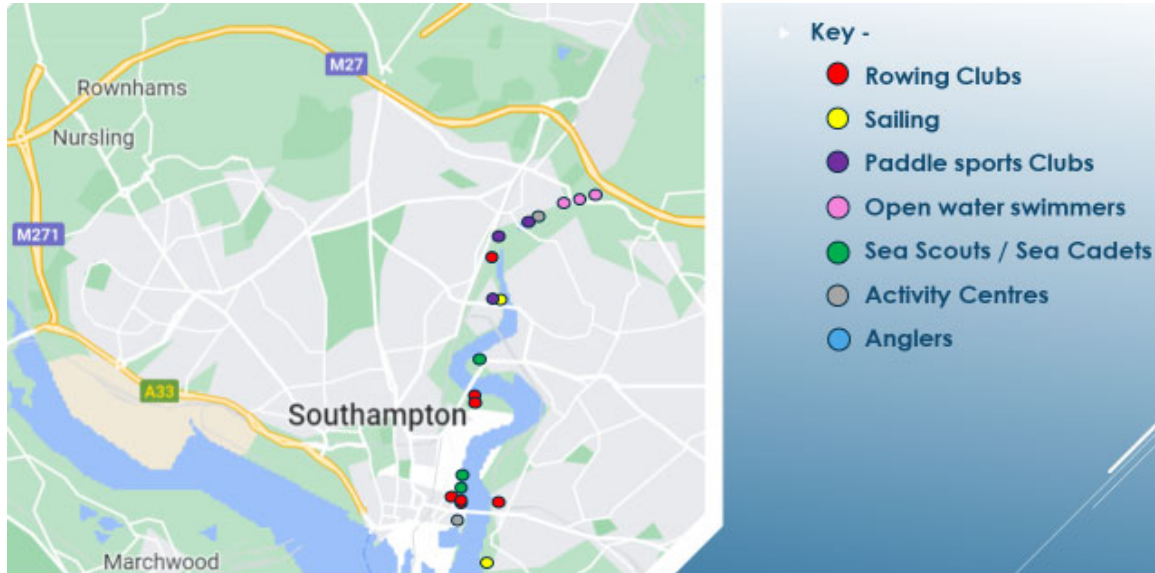 M27
Rownhams
Nursling
M271
A33
Southampton
Marchwood
Key -
Rowing Clubs
Sailing
Paddle sports Clubs
Open water swimmers
Sea Scouts / Sea Cadets
Activity Centres
Anglers